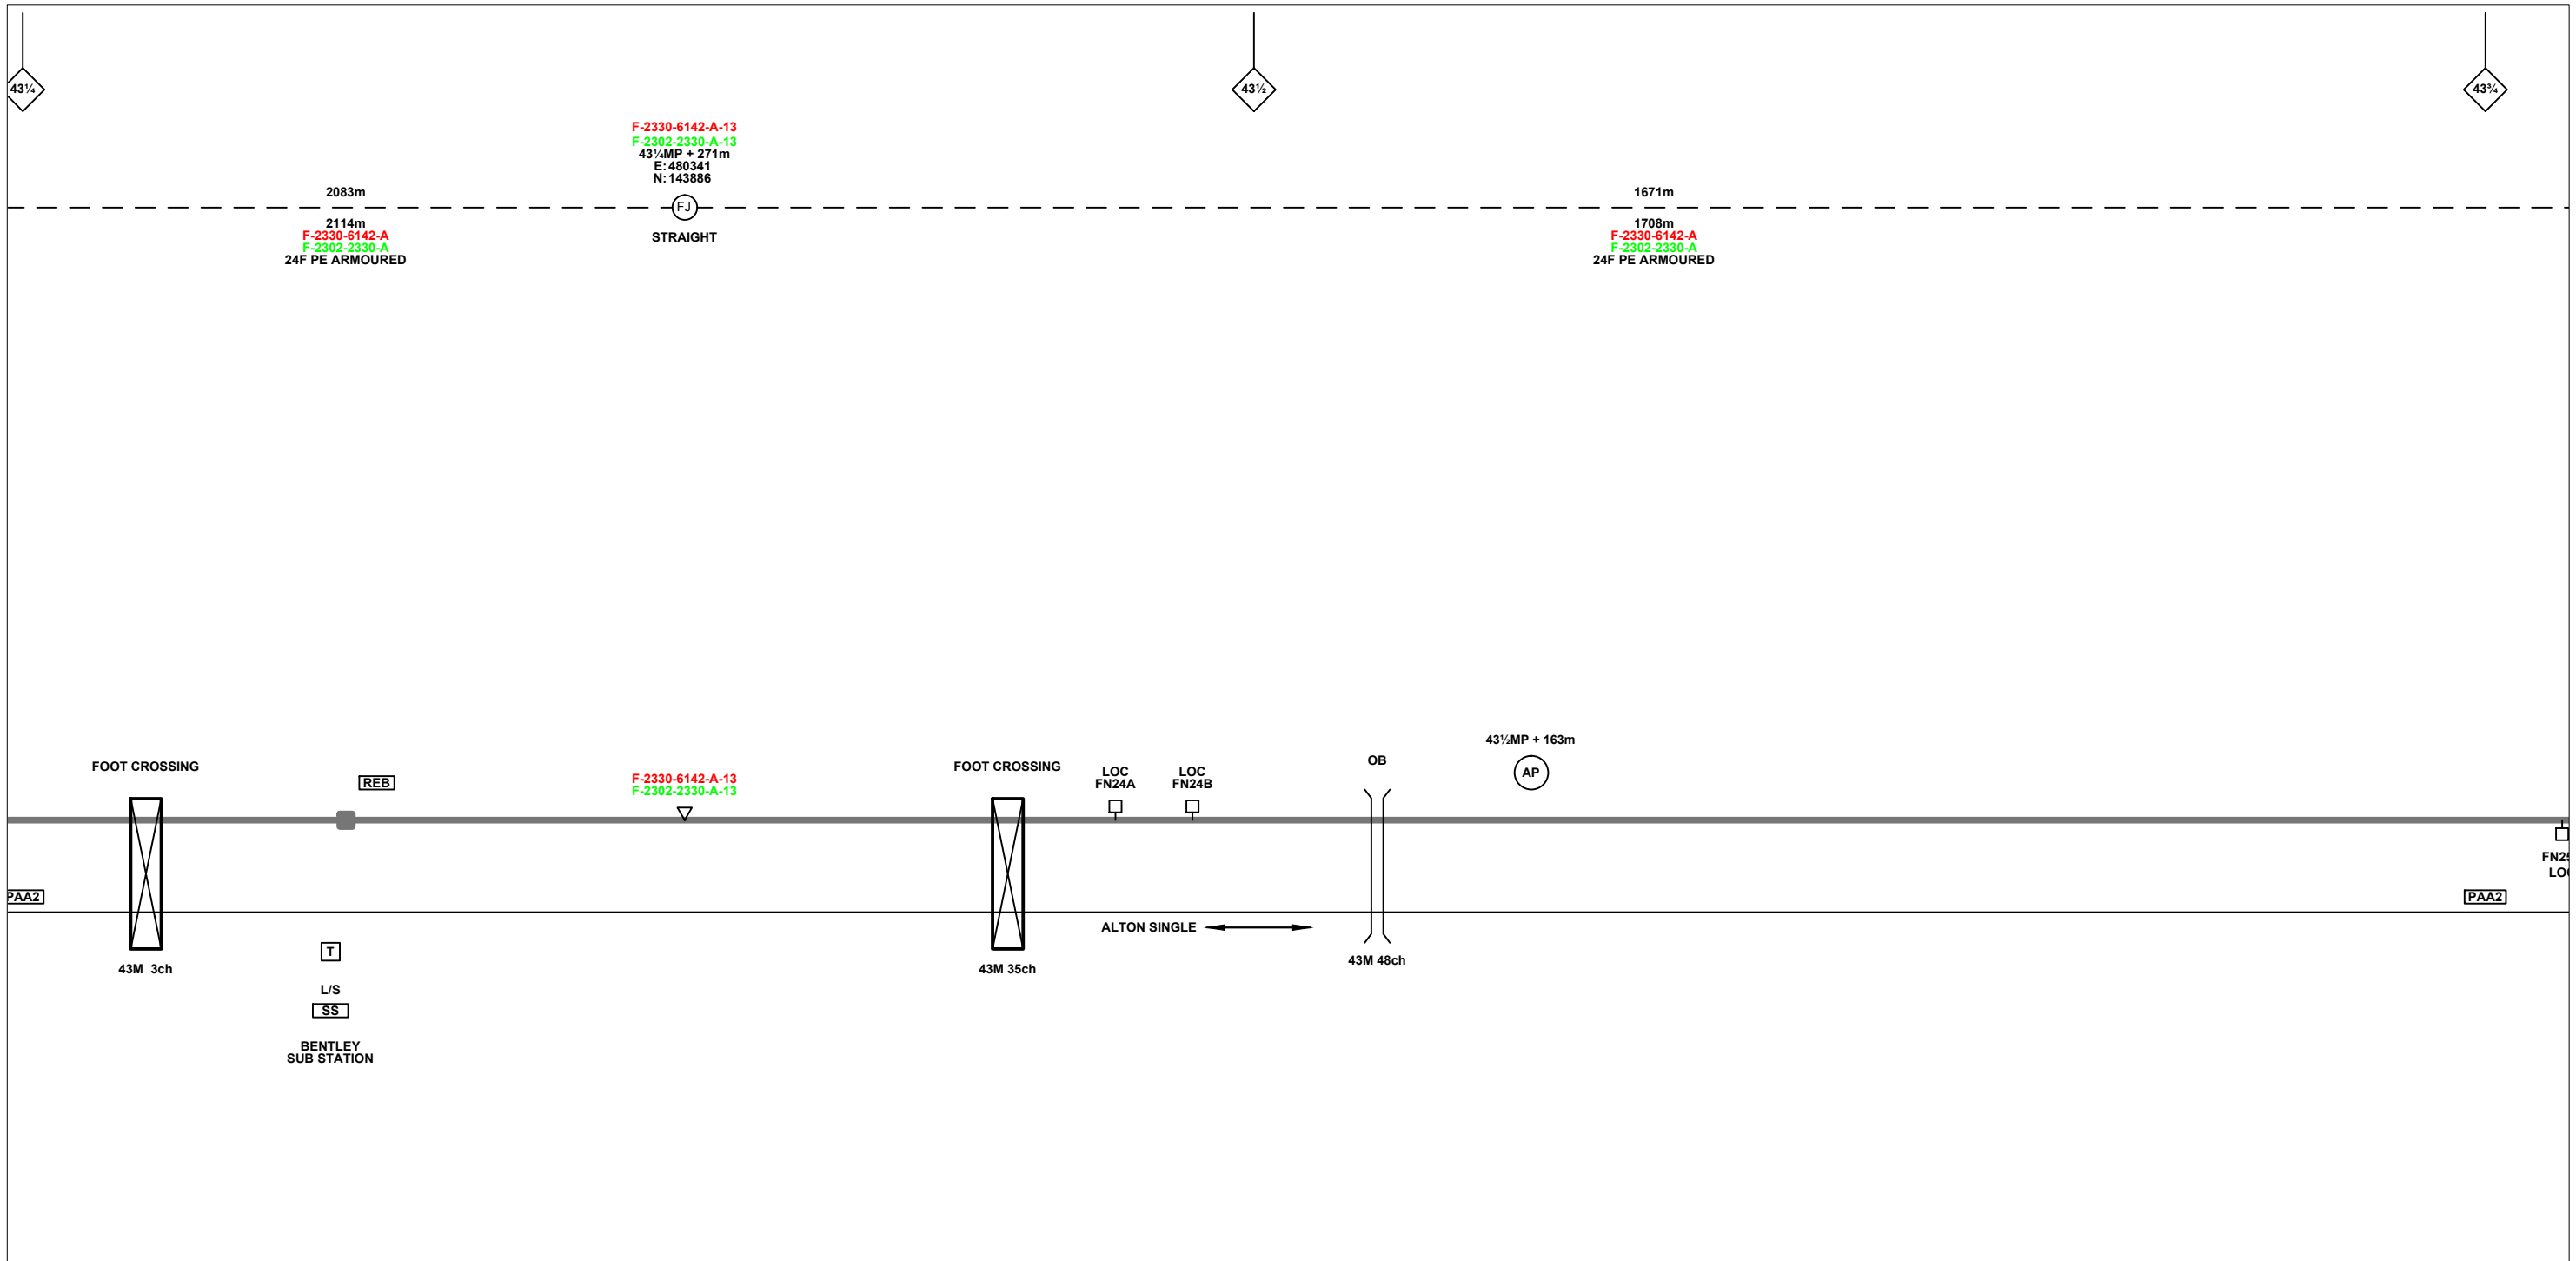 43¼
43½
43¾
F-2330-6142-A-13
F-2302-2330-A-13
43¼MP + 271m
E:480341
N:143886
2083m
1671m
FJ
2114m
F-2330-6142-A
F-2302-2330-A
24F PE ARMOURED
STRAIGHT
1708m
F-2330-6142-A
F-2302-2330-A
24F PE ARMOURED
43½MP + 163m
FOOT CROSSING
REB
F-2330-6142-A-13
F-2302-2330-A-13
FOOT CROSSING
LOC
FN24A
LOC
FN24B
OB
AP
FN25
LOC
PAA2
PAA2
ALTON SINGLE
T
43M 3ch
43M 35ch
43M 48ch
L/S
SS
BENTLEY
SUB STATION